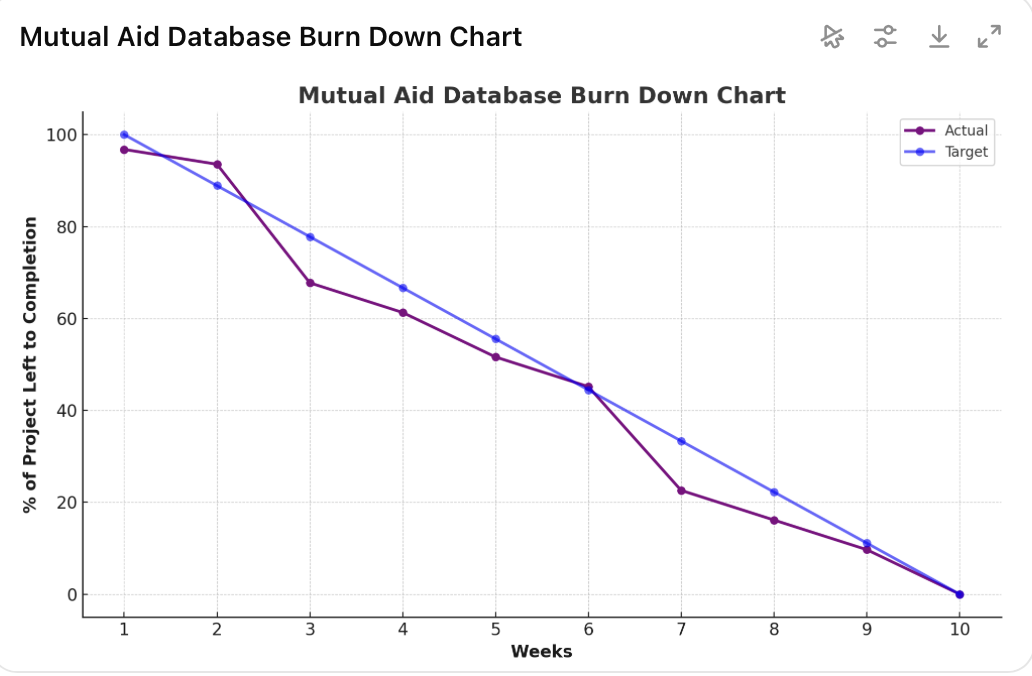 Mutual Aid Database Burn Down Chart
Mutual Aid Database Burn Down Chart
Actual
Target
% of Project Left to Completion
100
80
60
40
20
0
1 2 3 4 5 6 7 8 9 10
Weeks